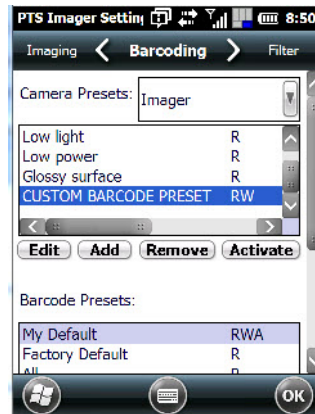 PTS Imager Settin 8:50
Imaging Barcoding Filter
Camera Presets: Imager
Low light R
Low power R
Glossy surface R
CUSTOM BARCODE PRESET RW
Edit Add Remove Activate
Barcode Presets:
My Default RWA
Factory Default R
All R
OK